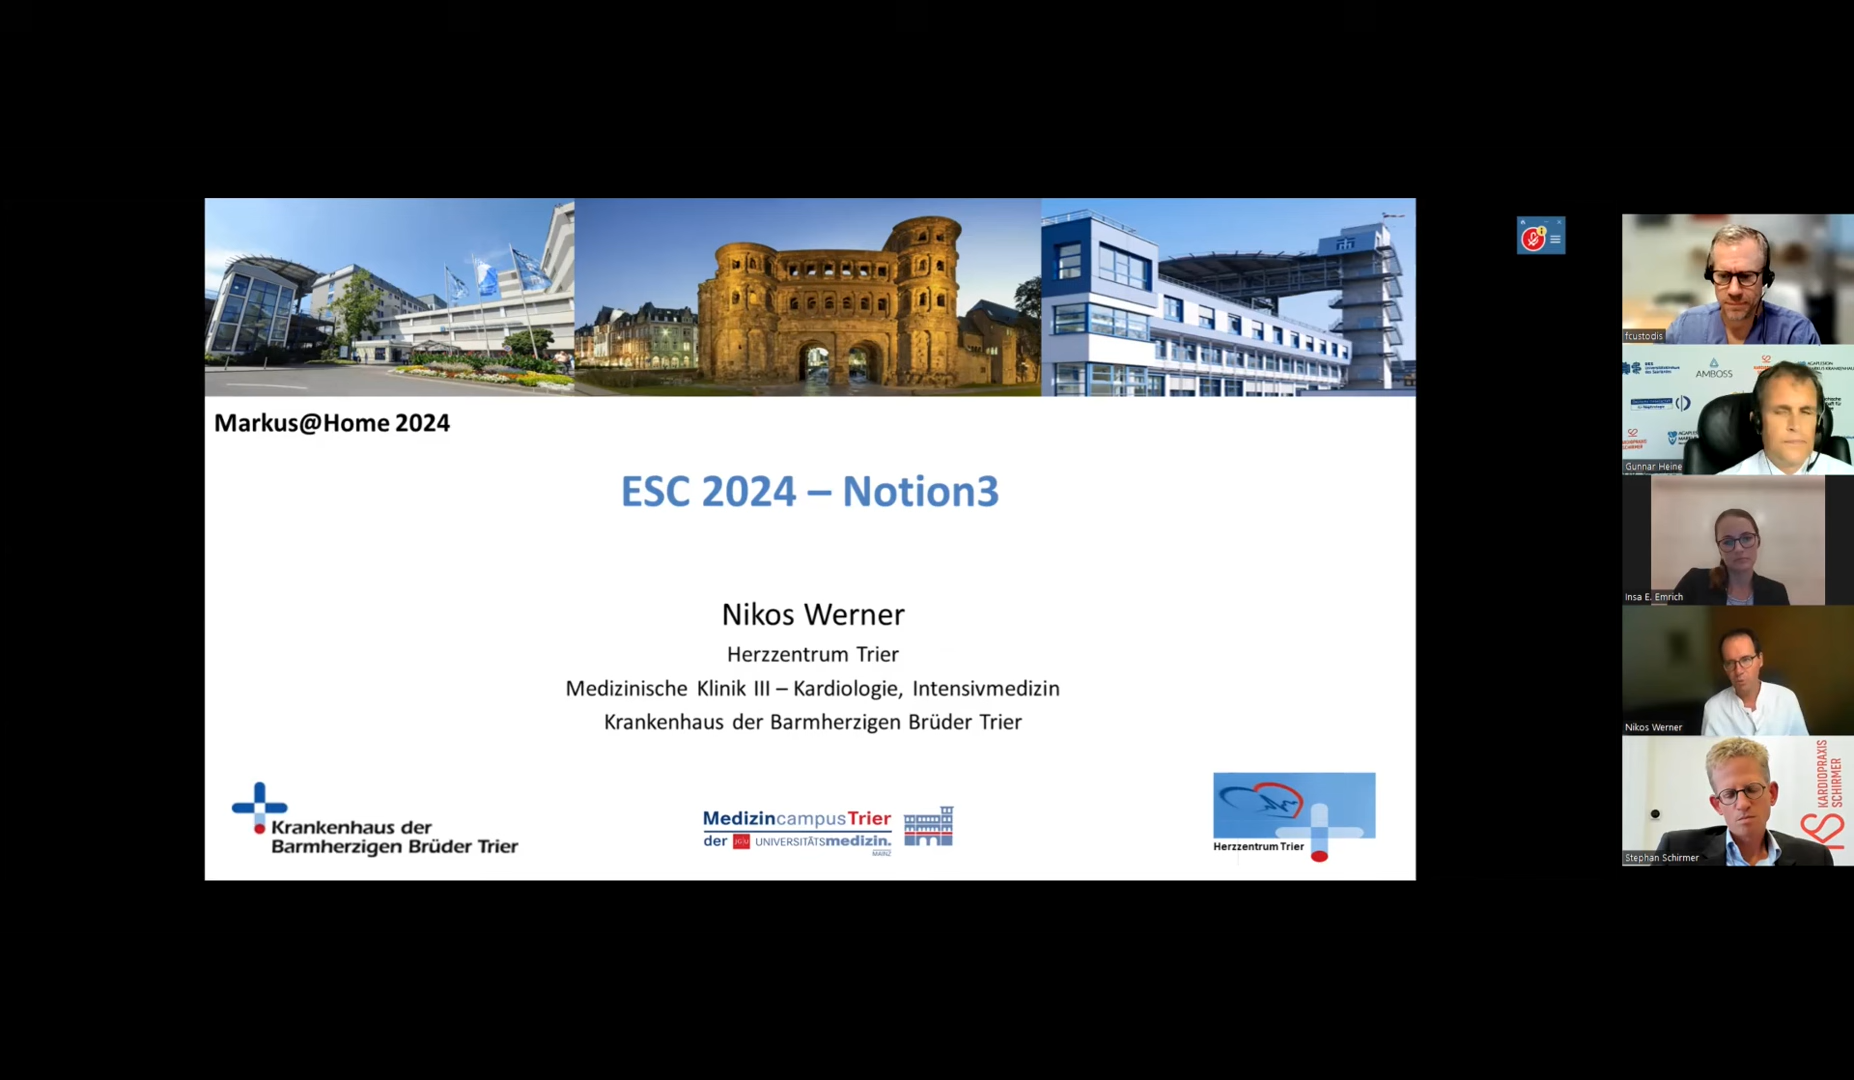 Markus@Home 2024
ESC 2024 – Notion3
Nikos Werner
Herzzentrum Trier
Medizinische Klinik III – Kardiologie, Intensivmedizin
Krankenhaus der Barmherzigen Brüder Trier
Krankenhaus der
Barmherzigen Brüder Trier
MedizincampusTrier
der JGU UNIVERSITÄTSmedizin.
MAINZ
Herzzentrum Trier
fcustodis
AMBOSS
Gunnar Heine
Insa E. Emrich
Nikos Werner
KARDIOPRAXIS
SCHIRMER
Stephan Schirmer